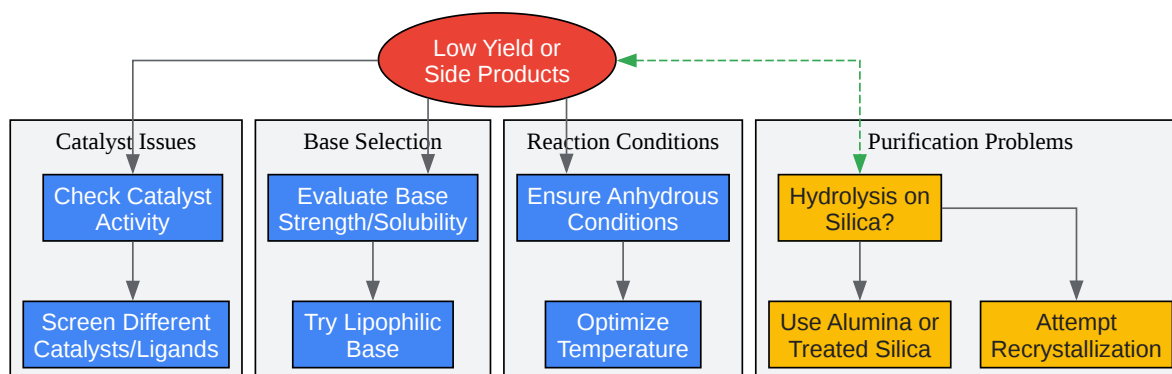 Low Yield or
Side Products
Catalyst Issues
Base Selection
Reaction Conditions
Purification Problems
Check Catalyst
Activity
Evaluate Base
Strength/Solubility
Ensure Anhydrous
Conditions
Hydrolysis on
Silica?
Screen Different
Catalysts/Ligands
Try Lipophilic
Base
Optimize
Temperature
Use Alumina or
Treated Silica
Attempt
Recrystallization